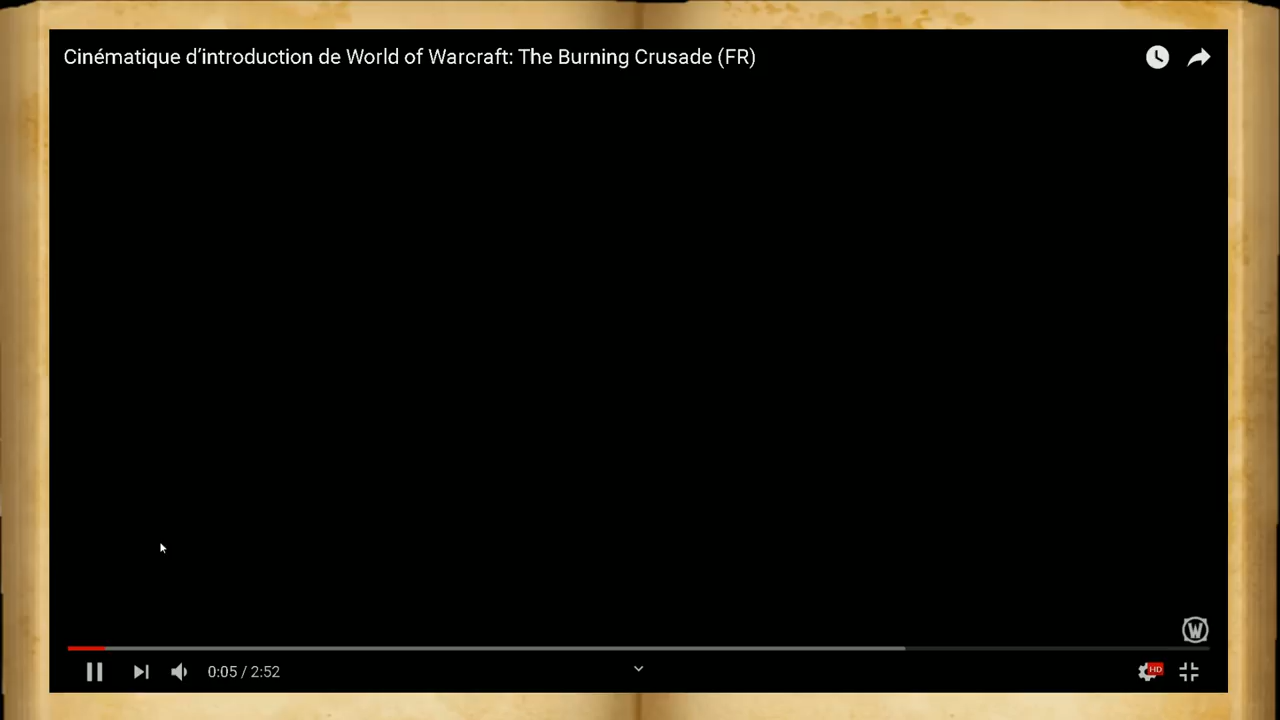 Cinématique d’introduction de World of Warcraft: The Burning Crusade (FR)
W
0:05 / 2:52
HD